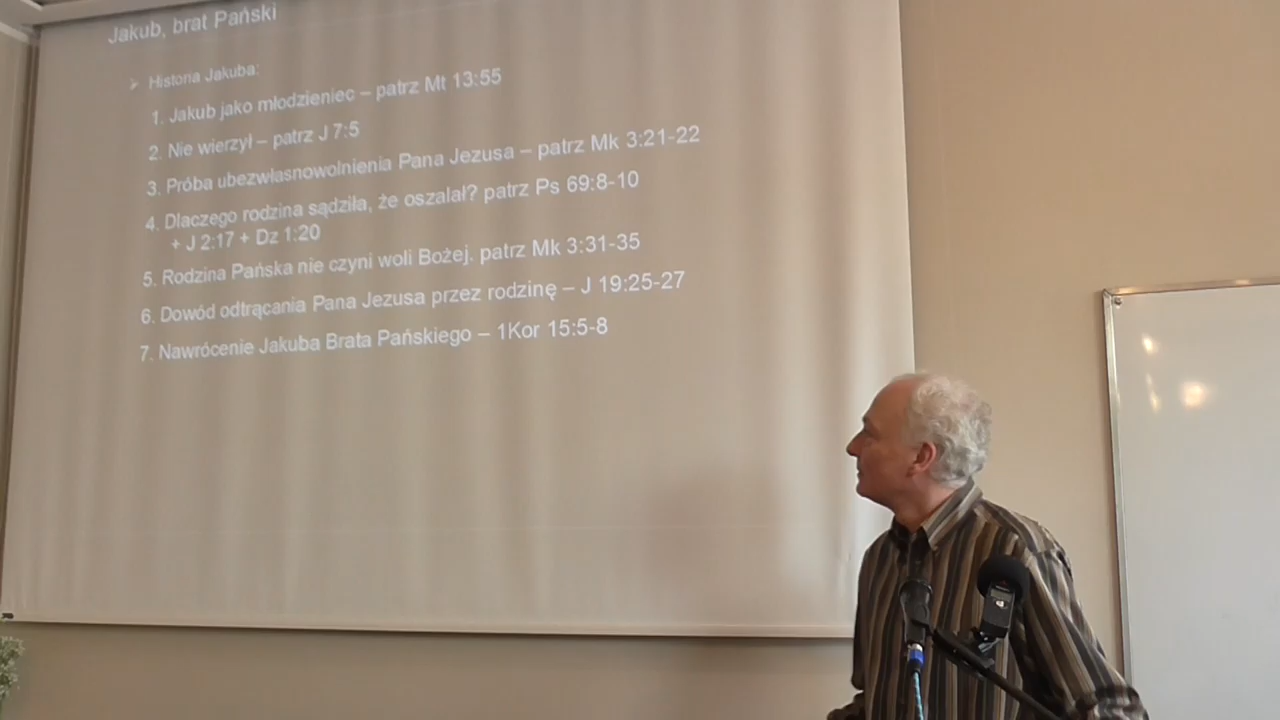 Jakub, brat Pański
➢ Historia Jakuba:
1. Jakub jako młodzieniec – patrz Mt 13:55
2. Nie wierzył – patrz J 7:5
3. Próba ubezwłasnowolnienia Pana Jezusa – patrz Mk 3:21-22
4. Dlaczego rodzina sądziła, że oszalał? patrz Ps 69:8-10
+ J 2:17 + Dz 1:20
5. Rodzina Pańska nie czyni woli Bożej. patrz Mk 3:31-35
6. Dowód odtrącania Pana Jezusa przez rodzinę – J 19:25-27
7. Nawrócenie Jakuba Brata Pańskiego – 1Kor 15:5-8